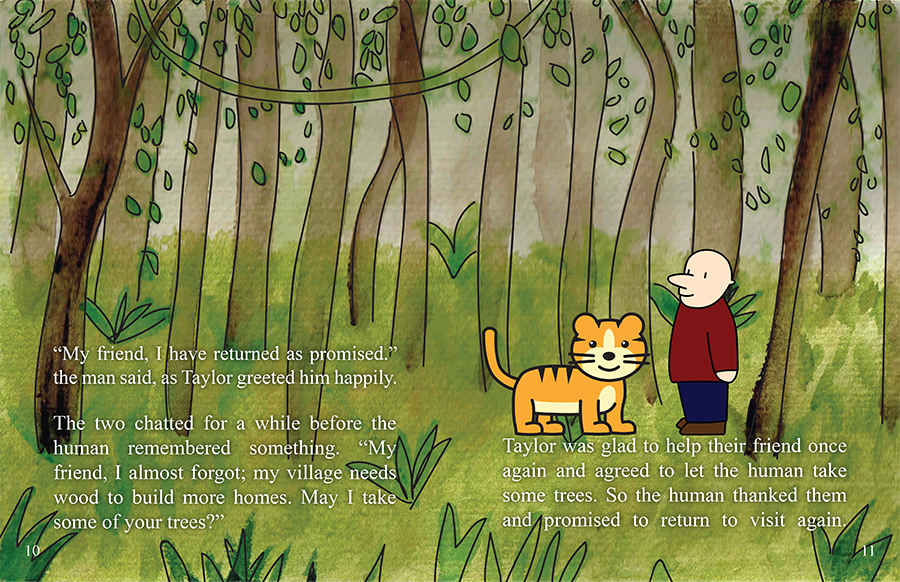 “My friend, I have returned as promised.”
the man said, as Taylor greeted him happily.
The two chatted for a while before the
human remembered something. “My
friend, I almost forgot; my village needs
wood to build more homes. May I take
some of your trees?”
10
Taylor was glad to help their friend once
again and agreed to let the human take
some trees. So the human thanked them
and promised to return to visit again.
11